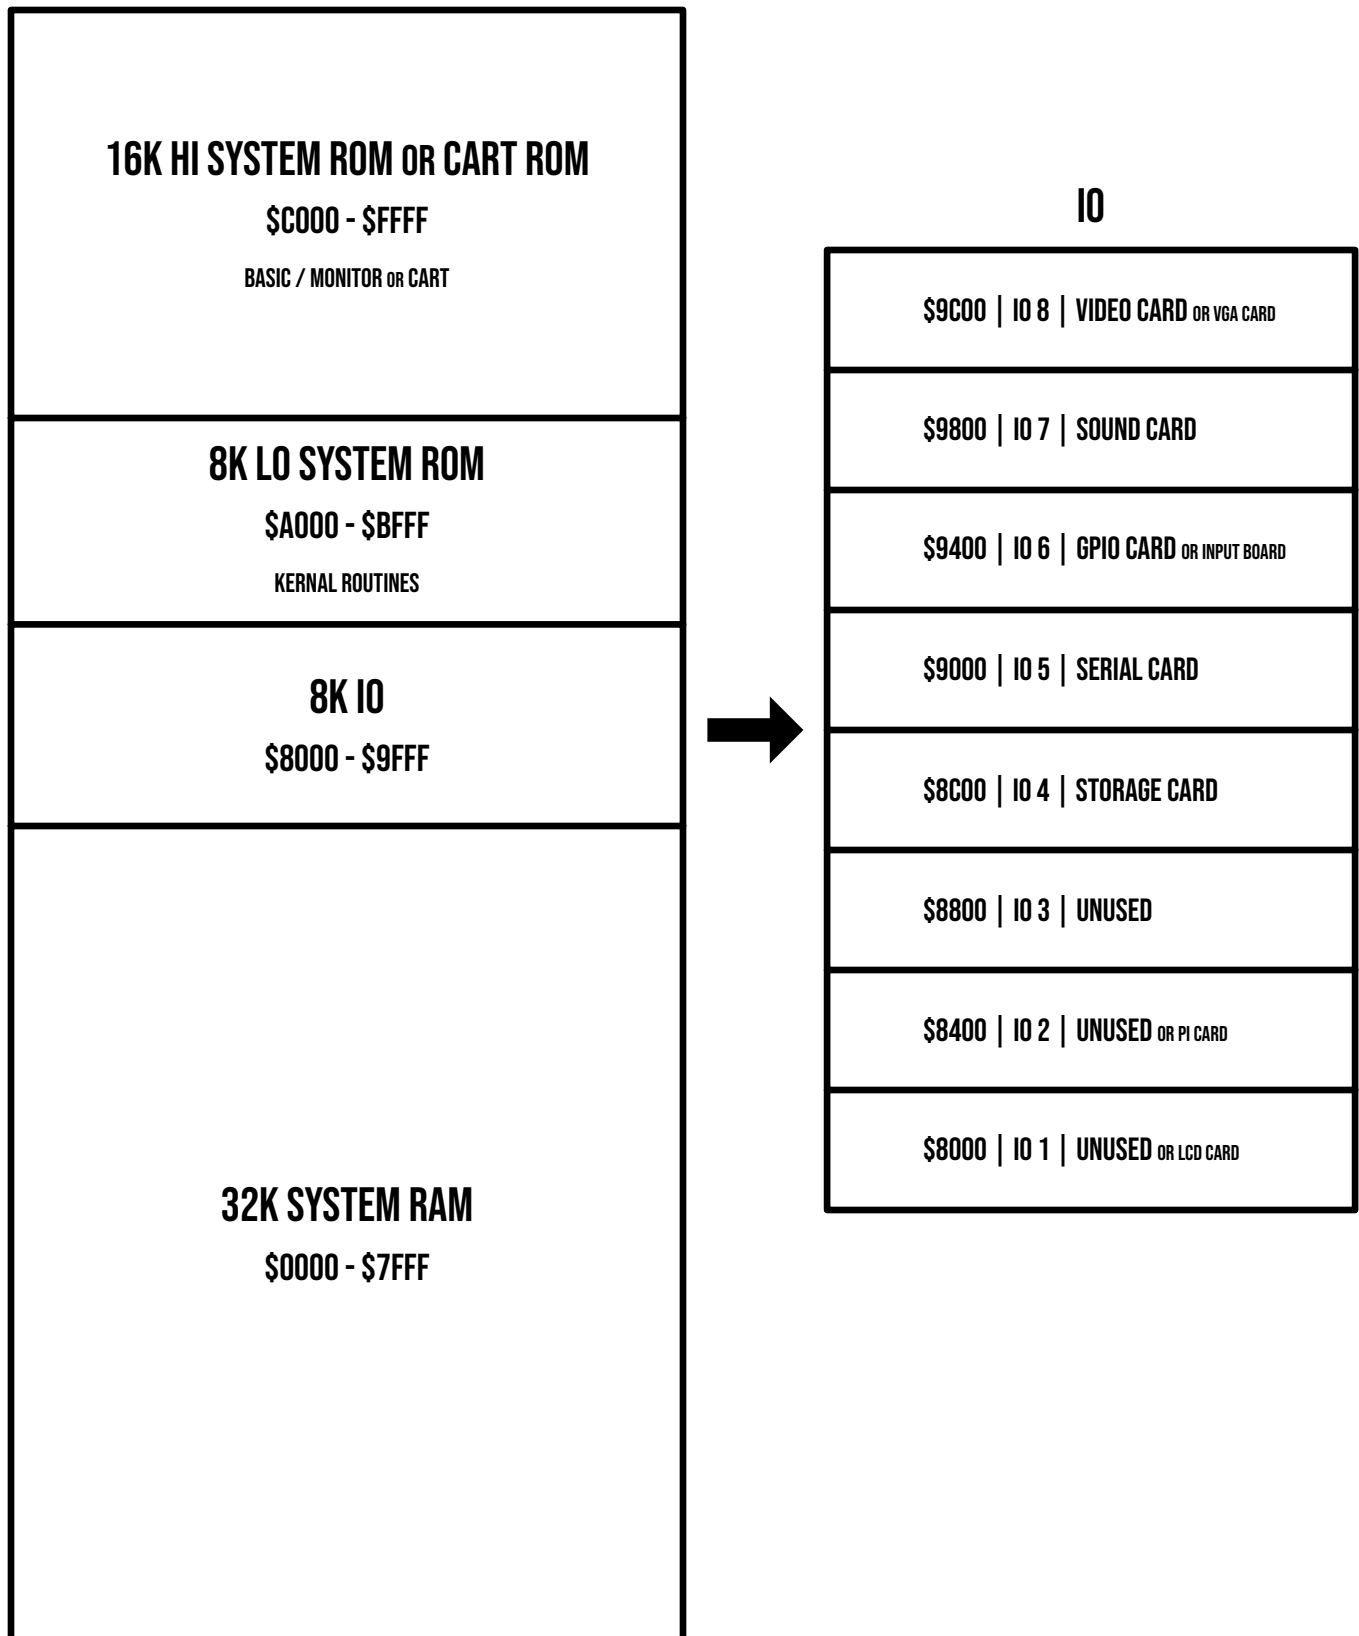 16K HI SYSTEM ROM OR CART ROM
$C000 - $FFFF
BASIC / MONITOR OR CART
8K LO SYSTEM ROM
$A000 - $BFFF
KERNAL ROUTINES
8K IO
$8000 - $9FFF
32K SYSTEM RAM
$0000 - $7FFF
IO
$9C00 | IO 8 | VIDEO CARD OR VGA CARD
$9800 | IO 7 | SOUND CARD
$9400 | IO 6 | GPIO CARD OR INPUT BOARD
$9000 | IO 5 | SERIAL CARD
$8C00 | IO 4 | STORAGE CARD
$8800 | IO 3 | UNUSED
$8400 | IO 2 | UNUSED OR PI CARD
$8000 | IO 1 | UNUSED OR LCD CARD